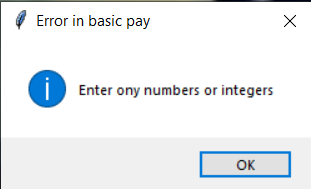 Error in basic pay
Enter ony numbers or integers
OK